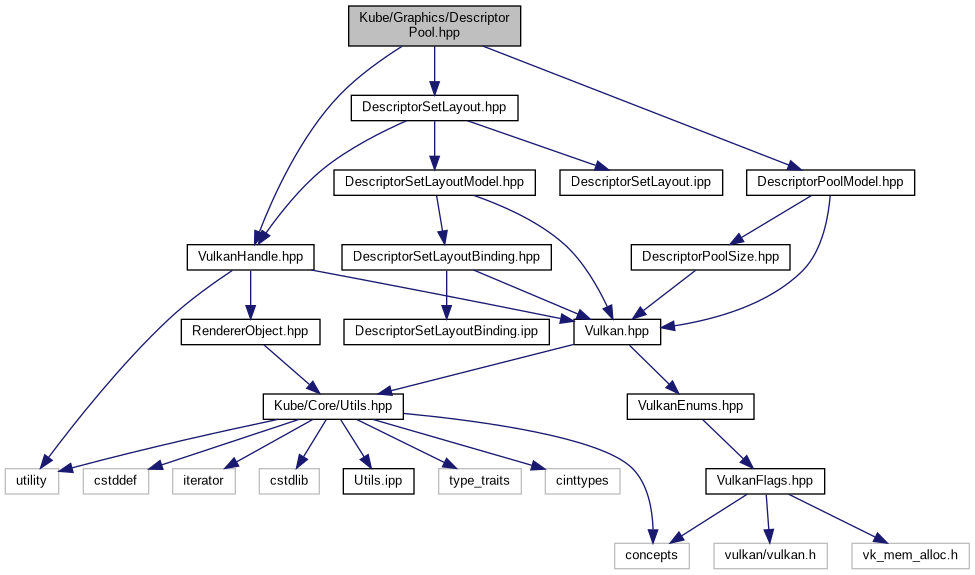 Kube/Graphics/Descriptor
Pool.hpp
DescriptorSetLayout.hpp
DescriptorSetLayoutModel.hpp
DescriptorSetLayout.ipp
DescriptorPoolModel.hpp
VulkanHandle.hpp
DescriptorSetLayoutBinding.hpp
DescriptorPoolSize.hpp
RendererObject.hpp
DescriptorSetLayoutBinding.ipp
Vulkan.hpp
Kube/Core/Utils.hpp
VulkanEnums.hpp
utility
cstddef
iterator
cstdlib
Utils.ipp
type_traits
cinttypes
VulkanFlags.hpp
concepts
vulkan/vulkan.h
vk_mem_alloc.h